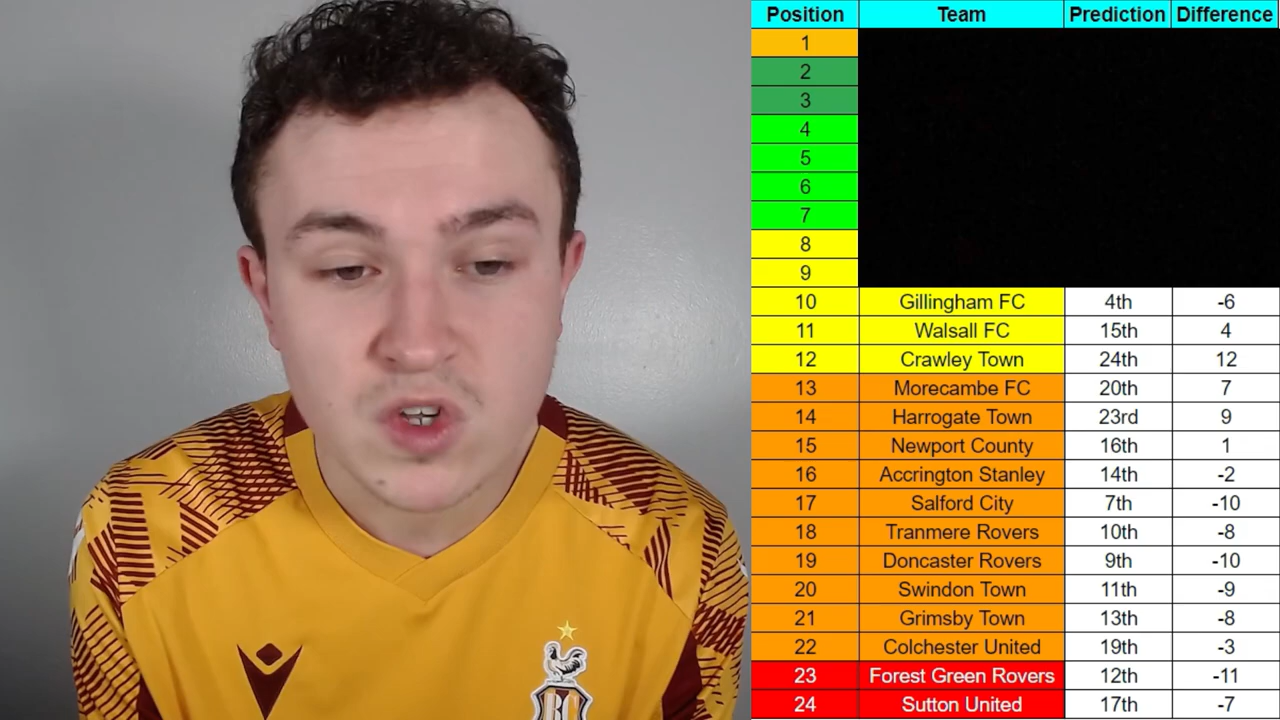 Position Team Prediction Difference
1
2
3
4
5
6
7
8
9
10 Gillingham FC 4th -6
11 Walsall FC 15th 4
12 Crawley Town 24th 12
13 Morecambe FC 20th 7
14 Harrogate Town 23rd 9
15 Newport County 16th 1
16 Accrington Stanley 14th -2
17 Salford City 7th -10
18 Tranmere Rovers 10th -8
19 Doncaster Rovers 9th -10
20 Swindon Town 11th -9
21 Grimsby Town 13th -8
22 Colchester United 19th -3
23 Forest Green Rovers 12th -11
24 Sutton United 17th -7